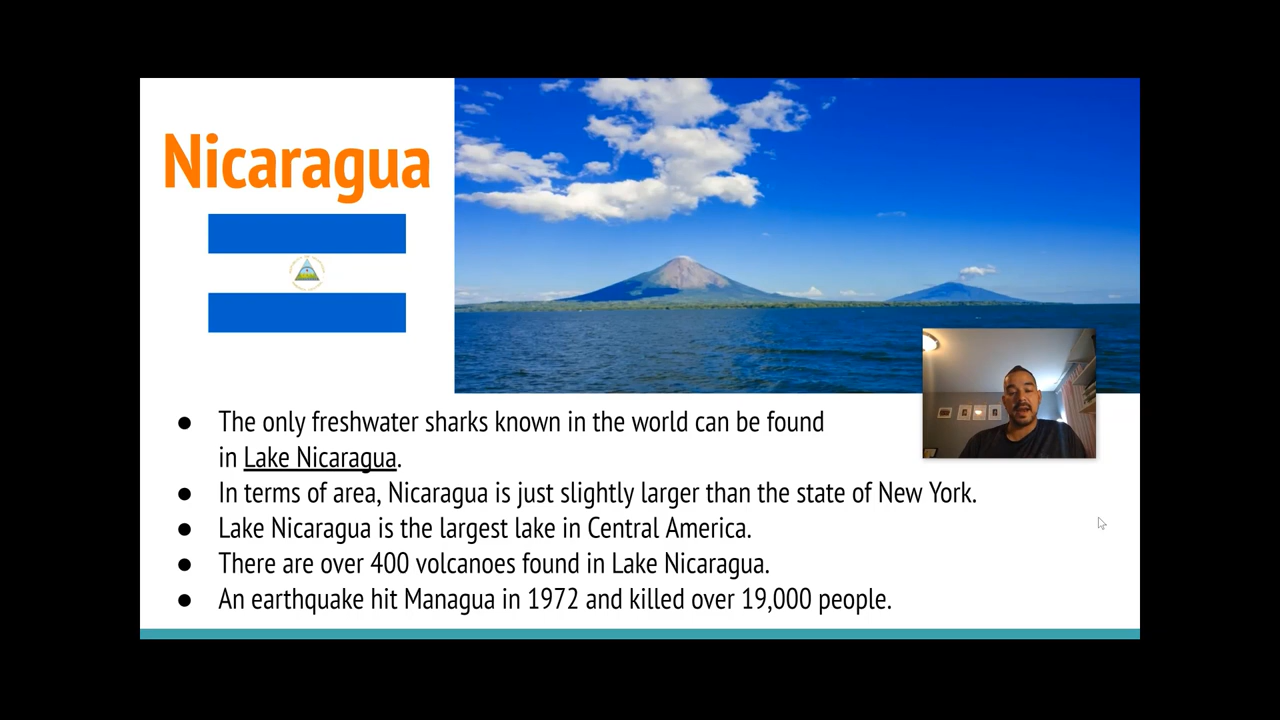 Nicaragua
● The only freshwater sharks known in the world can be found
in Lake Nicaragua.
● In terms of area, Nicaragua is just slightly larger than the state of New York.
● Lake Nicaragua is the largest lake in Central America.
● There are over 400 volcanoes found in Lake Nicaragua.
● An earthquake hit Managua in 1972 and killed over 19,000 people.